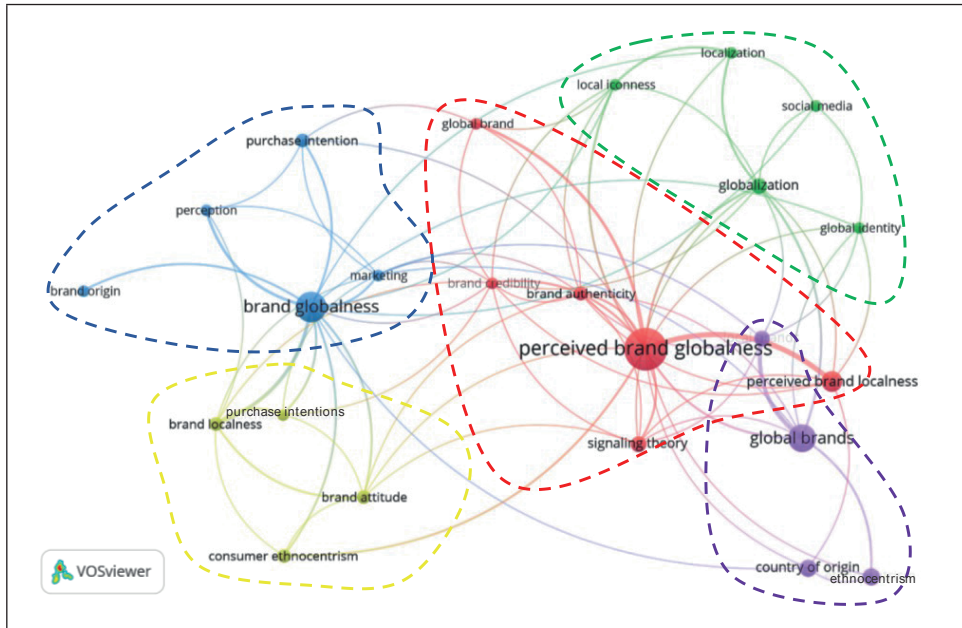 localization
local iconness
social media
global brand
purchase intention
globalization
perception
global identity
marketing
brand credibility
brand origin
brand authenticity
brand globalness
perceived brand globalness
perceived brand localness
purchase intentions
brand localness
global brands
signaling theory
brand attitude
consumer ethnocentrism
country of origin
ethnocentrism
VOSviewer